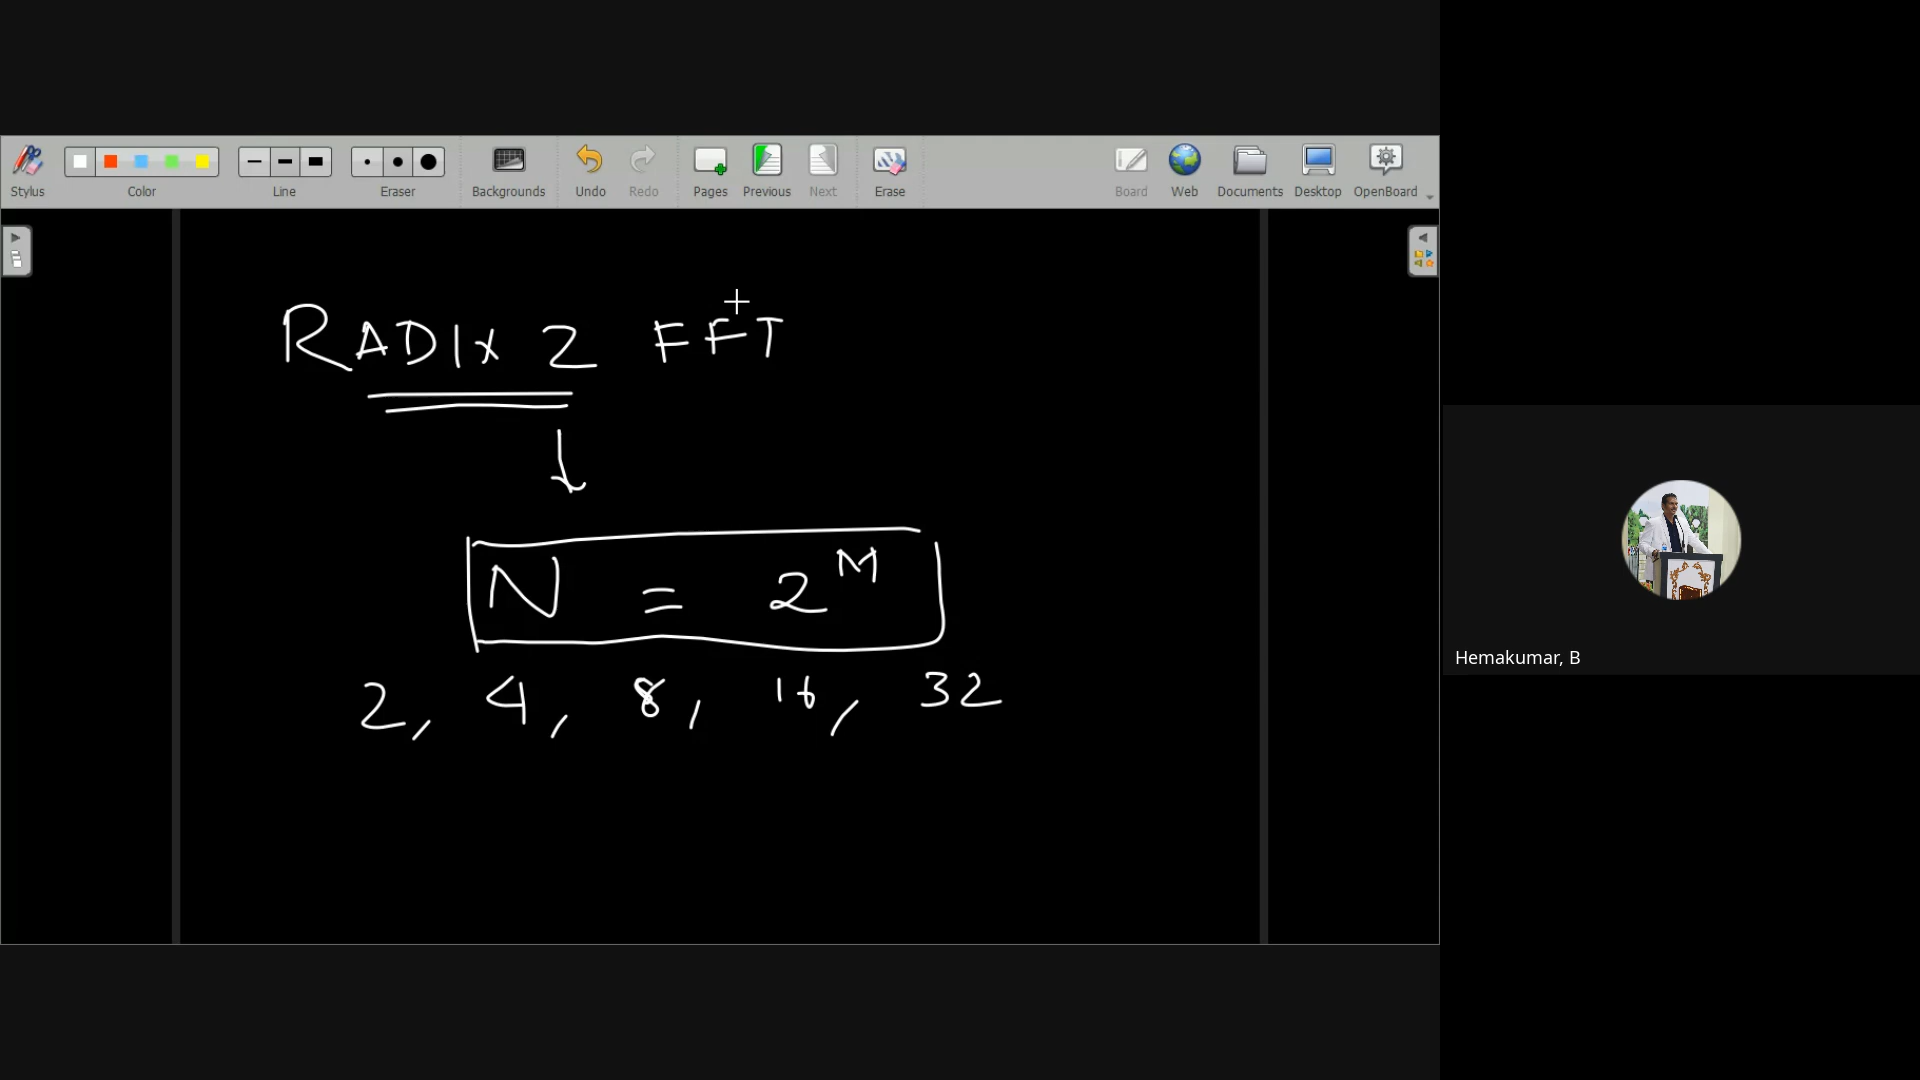 Stylus Color Line Eraser Backgrounds Undo Redo Pages Previous Next Erase Board Web Documents Desktop OpenBoard
RADIX 2 FFT
N = 2^M
2, 4, 8, 16, 32
Hemakumar, B